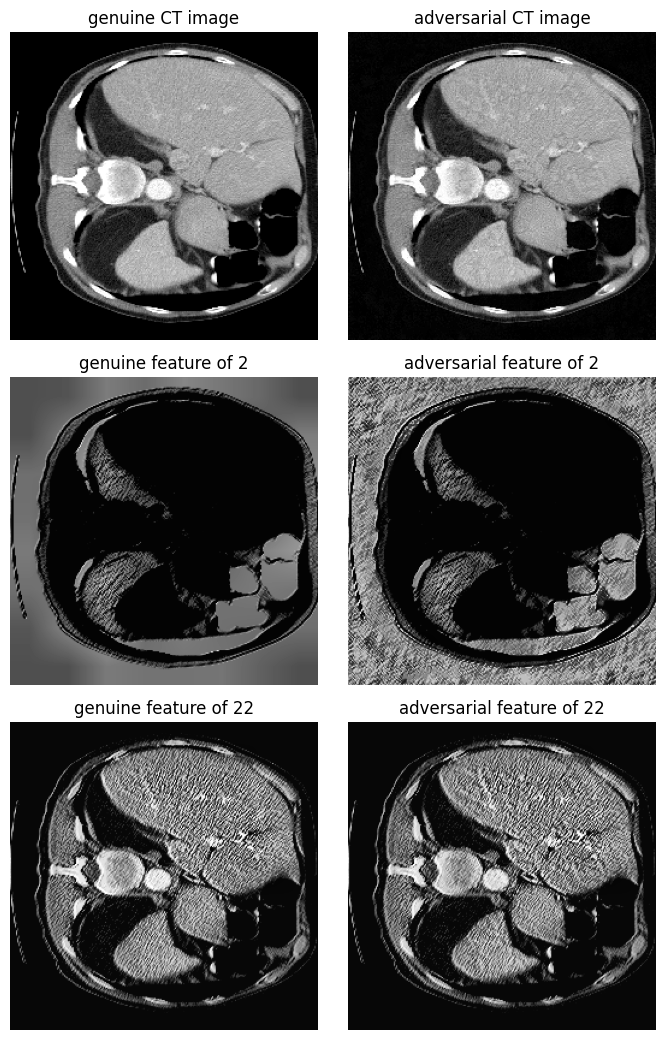 genuine CT image
adversarial CT image
genuine feature of 2
adversarial feature of 2
genuine feature of 22
adversarial feature of 22